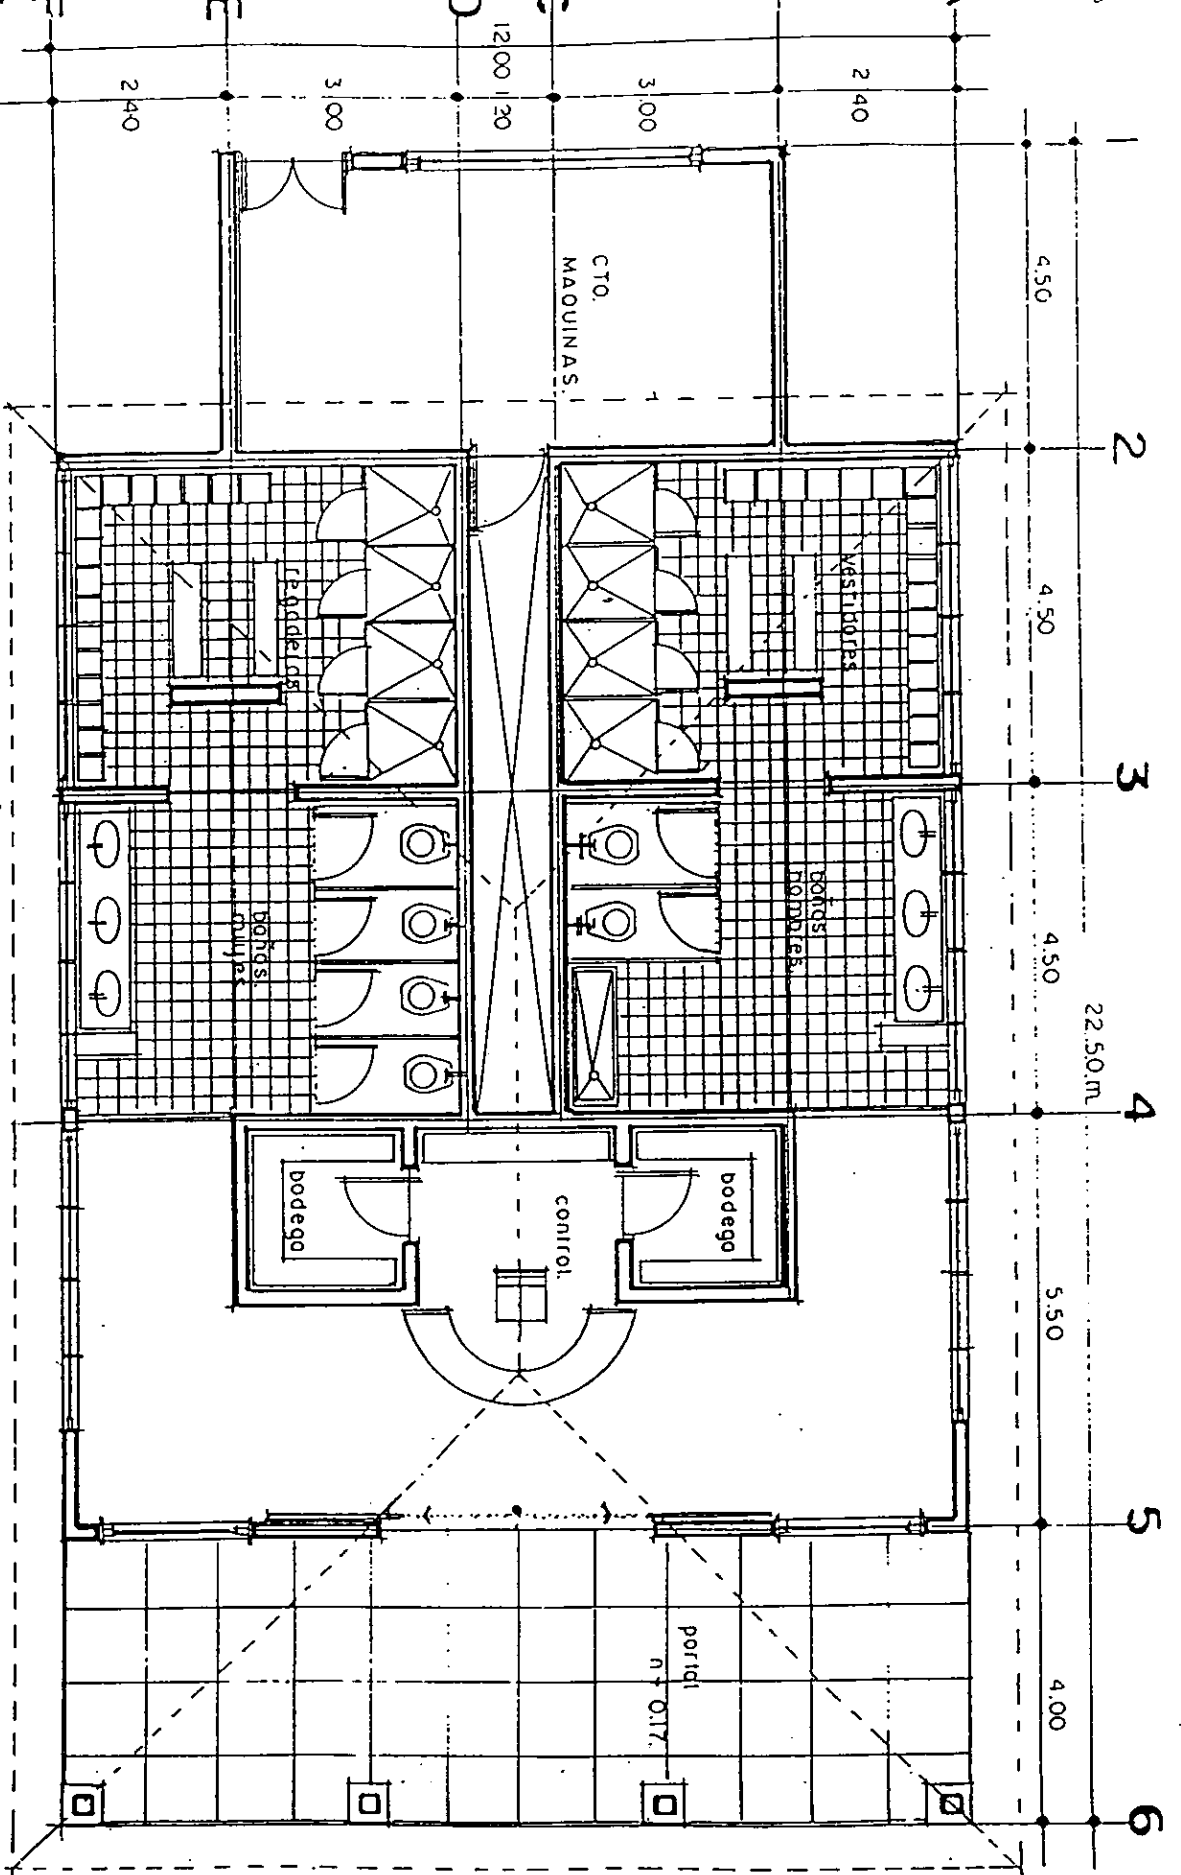 1
2
3
4
5
6
4.50
4.50
4.50
5.50
4.00
22.50.m
2.40
3.00
1.20
3.00
2.40
12.00
CTO.
MAQUINAS.
vestidores
regaderas
baños
hombres
baños
mujres
bodega
control.
bodega
portal
n + 0.17.